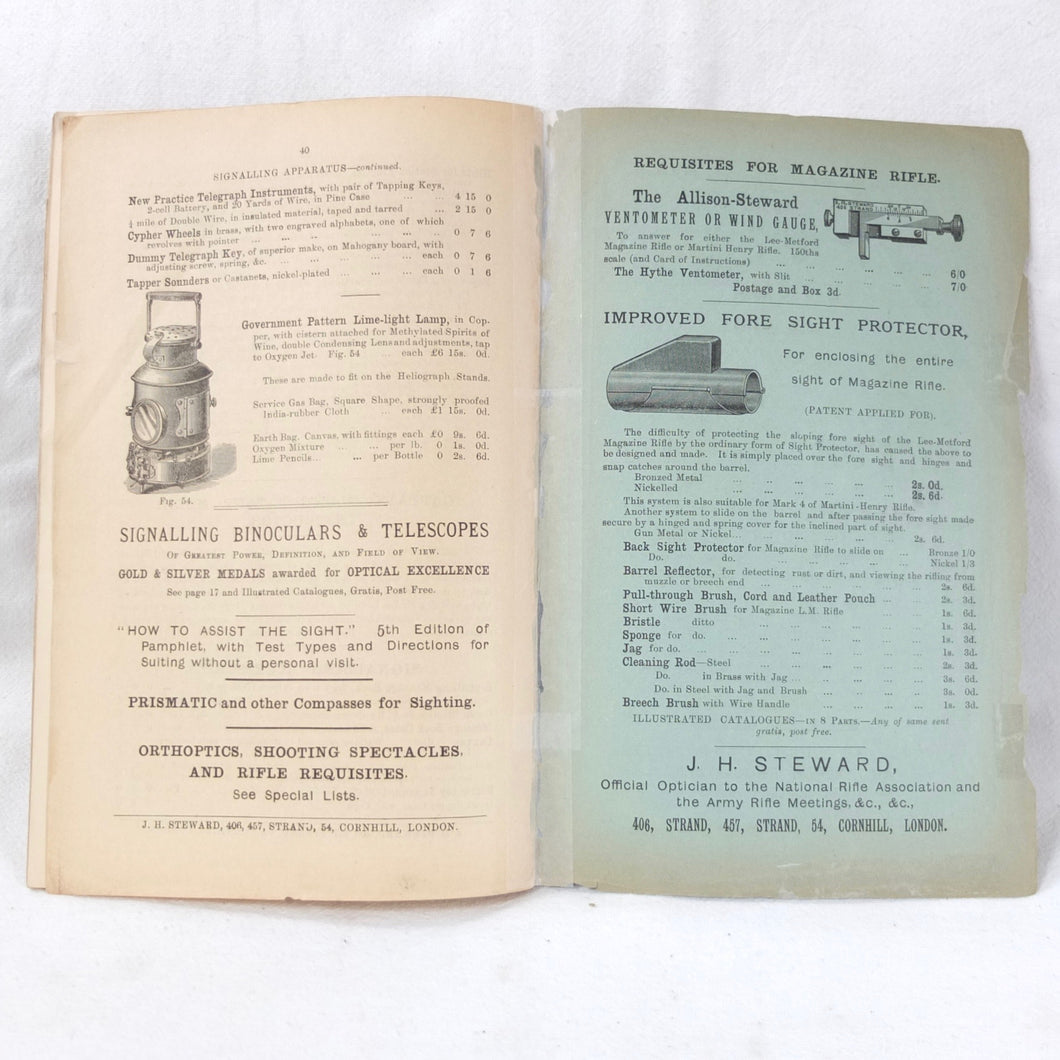 40
SIGNALLING APPARATUS—continued.
New Practice Telegraph Instruments, with pair of Tapping Keys,
2-cell Battery, and 20 Yards of Wire, in Pine Case ... ... 4 15 0
¼ mile of Double Wire, in insulated material, taped and tarred ... 2 15 0
Cypher Wheels in brass, with two engraved alphabets, one of which
revolves with pointer ... ... ... ... ... ... 0 7 6
Dummy Telegraph Key, of superior make, on Mahogany board, with
adjusting screw, spring, &c. ... ... ... ... each 0 7 6
Tapper Sounders or Castanets, nickel-plated ... ... ... each 0 1 6
Government Pattern Lime-light Lamp, in Cop-
per, with cistern attached for Methylated Spirits of
Wine, double Condensing Lens and adjustments, tap
to Oxygen Jet. Fig. 54 ... each £6 15s. 0d.
These are made to fit on the Heliograph Stands.
Service Gas Bag, Square Shape, strongly proofed
India-rubber Cloth ... each £1 15s. 0d.
Earth Bag. Canvas, with fittings each £0 9s. 6d.
Oxygen Mixture ... ... per lb. 0 1s. 0d.
Lime Pencils... ... per Bottle 0 2s. 6d.
Fig. 54.
SIGNALLING BINOCULARS & TELESCOPES
OF GREATEST POWER, DEFINITION, AND FIELD OF VIEW.
GOLD & SILVER MEDALS awarded for OPTICAL EXCELLENCE
See page 17 and Illustrated Catalogues, Gratis, Post Free.
"HOW TO ASSIST THE SIGHT." 5th Edition of
Pamphlet, with Test Types and Directions for
Suiting without a personal visit.
PRISMATIC and other Compasses for Sighting.
ORTHOPTICS, SHOOTING SPECTACLES,
AND RIFLE REQUISITES.
See Special Lists.
J. H. STEWARD, 406, 457, STRAND, 54, CORNHILL, LONDON.
REQUISITES FOR MAGAZINE RIFLE.
The Allison-Steward
VENTOMETER OR WIND GAUGE,
To answer for either the Lee-Metford
Magazine Rifle or Martini Henry Rifle. 150ths
scale (and Card of Instructions) ... ... ... ... ... ... 6/0
The Hythe Ventometer, with Slit ... ... ... ... ... 7/0
Postage and Box 3d.
IMPROVED FORE SIGHT PROTECTOR,
For enclosing the entire
sight of Magazine Rifle.
(PATENT APPLIED FOR).
The difficulty of protecting the sloping fore sight of the Lee-Metford
Magazine Rifle by the ordinary form of Sight Protector, has caused the above to
be designed and made. It is simply placed over the fore sight and hinges and
snap catches around the barrel.
Bronzed Metal ... ... ... ... ... ... 2s. 0d.
Nickelled ... ... ... ... ... ... 2s. 6d.
This system is also suitable for Mark 4 of Martini-Henry Rifle.
Another system to slide on the barrel and after passing the fore sight made
secure by a hinged and spring cover for the inclined part of sight.
Gun Metal or Nickel... ... ... ... ... ... 2s. 6d.
Back Sight Protector for Magazine Rifle to slide on ... Bronze 1/0
Do. do. ... ... ... ... Nickel 1/3
Barrel Reflector, for detecting rust or dirt, and viewing the rifling from
muzzle or breech end ... ... ... ... ... ... 2s. 6d.
Pull-through Brush, Cord and Leather Pouch ... ... 2s. 3d.
Short Wire Brush for Magazine L.M. Rifle ... ... 1s. 6d.
Bristle ditto ... ... ... ... ... 1s. 3d.
Sponge for do. ... ... ... ... ... ... ... 1s. 3d.
Jag for do. ... ... ... ... ... ... ... 1s. 3d.
Cleaning Rod—Steel ... ... ... ... ... 2s. 3d.
Do. in Brass with Jag ... ... ... ... ... 3s. 6d.
Do. in Steel with Jag and Brush ... ... ... 3s. 0d.
Breech Brush with Wire Handle ... ... ... ... 1s. 3d.
ILLUSTRATED CATALOGUES—IN 8 PARTS.—Any of same sent
gratis, post free.
J. H. STEWARD,
Official Optician to the National Rifle Association and
the Army Rifle Meetings, &c., &c.,
406, STRAND, 457, STRAND, 54, CORNHILL, LONDON.